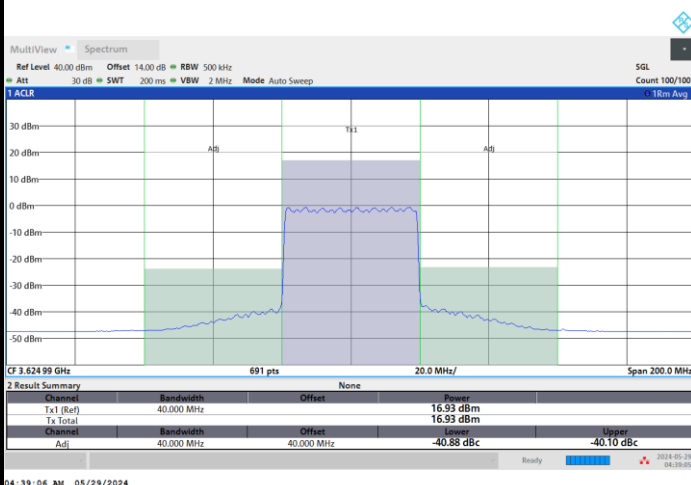 MultiView Spectrum
Ref Level 40.00 dBm Offset 14.00 dB RBW 500 kHz SGL
Att 30 dB SWT 200 ms VBW 2 MHz Mode Auto Sweep Count 100/100
1 ACLR 1Rm Avg
30 dBm
Tx1
20 dBm Adj Adj
10 dBm
0 dBm
-10 dBm
-20 dBm
-30 dBm
-40 dBm
-50 dBm
CF 3.624 99 GHz 691 pts 20.0 MHz/ Span 200.0 MHz
2 Result Summary None
Channel Bandwidth Offset Power
Tx1 (Ref) 40.000 MHz 16.93 dBm
Tx Total 16.93 dBm
Channel Bandwidth Offset Lower Upper
Adj 40.000 MHz 40.000 MHz -40.88 dBc -40.10 dBc
Ready 2024-05-29
04:39:05
04:39:06 AM 05/29/2024